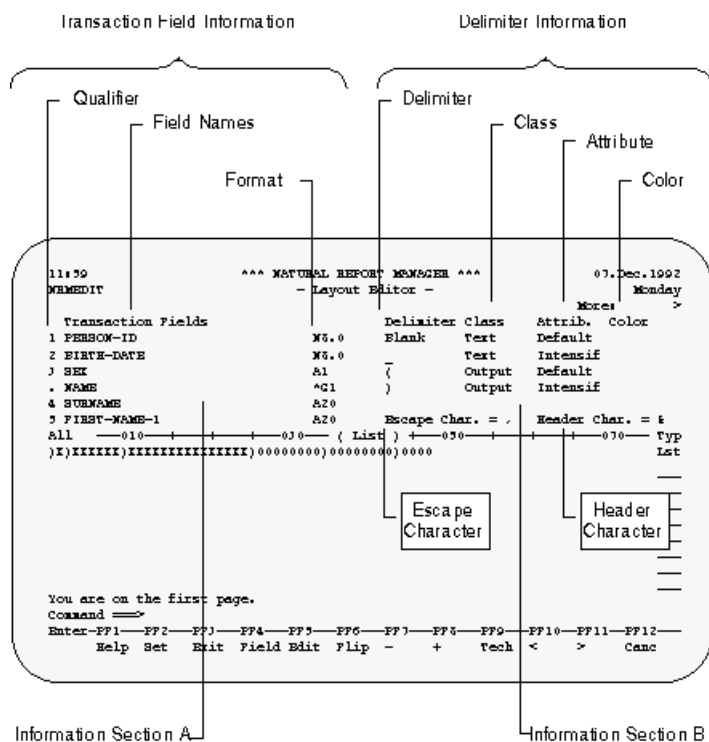 Transaction Field Information Delimiter Information
Qualifier Delimiter
Field Names Class
Attribute
Format Color
11:59 *** NATURAL REPORT MANAGER *** 07.Dec.1992
NRMEDIT - Layout Editor - Monday
More: >
Transaction Fields Delimiter Class Attrib. Color
1 PERSON-ID N8.0 Blank Text Default
2 BIRTH-DATE N8.0 _ Text Intensif
3 SEX A1 ( Output Default
. NAME *G1 ) Output Intensif
4 SURNAME A20
5 FIRST-NAME-1 A20 Escape Char. = , Header Char. = &
All ----010---+----+----030--- ( List ) +----050---+----+----+----070--- Typ
)X)XXXXXX)XXXXXXXXXXXXXXX)00000000)00000000)0000 Lst
Escape Character
Header Character
You are on the first page.
Command ===>
Enter-PF1---PF2---PF3---PF4---PF5---PF6---PF7---PF8---PF9---PF10--PF11--PF12---
Help Set Exit Field Edit Flip - + Tech < > Canc
Information Section A Information Section B